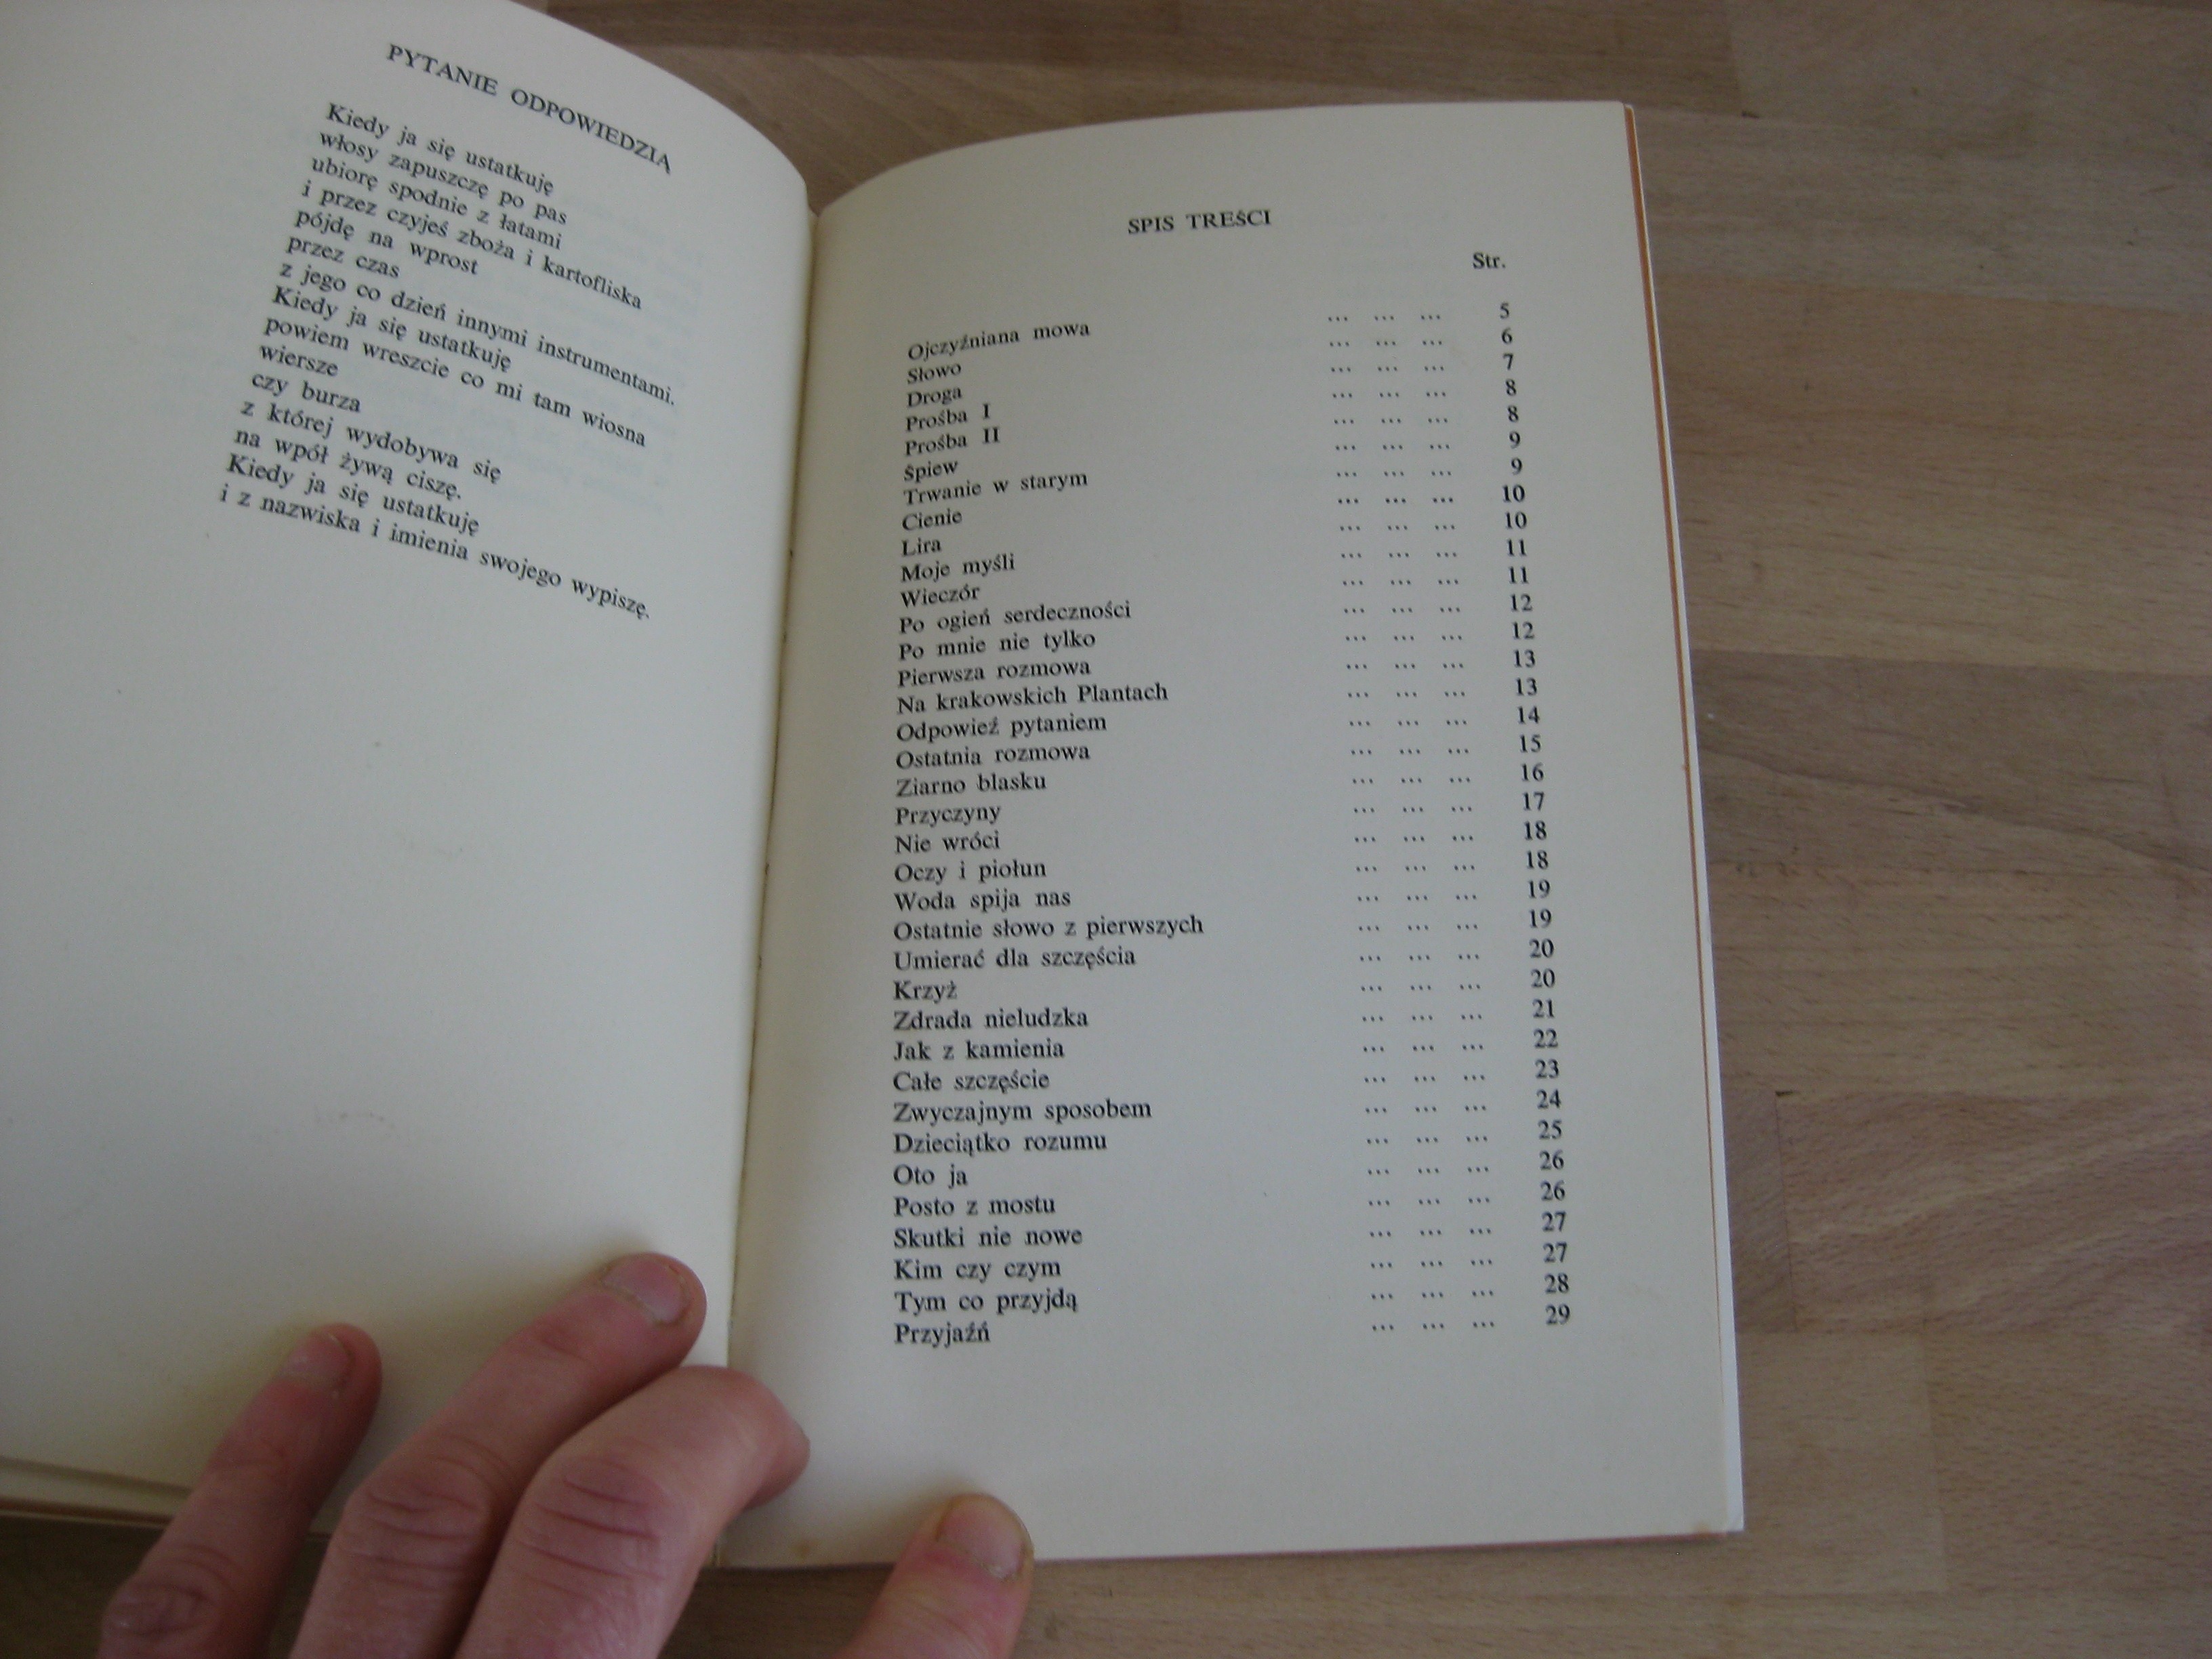 PYTANIE ODPOWIEDZIĄ
Kiedy ja się ustatkuję
włosy zapuszczę po pas
ubiorę spodnie z łatami
i przez czyjeś zboża i kartofliska
pójdę na wprost
przez czas
z jego co dzień innymi instrumentami.
Kiedy ja się ustatkuję
powiem wreszcie co mi tam wiosna
wiersze
czy burza
z której wydobywa się
na wpół żywą ciszę.
Kiedy ja się ustatkuję
i z nazwiska i imienia swojego wypiszę.
SPIS TREŚCI
Str.
Ojczyźniana mowa ... ... ... 5
Słowo ... ... ... 6
Droga ... ... ... 7
Prośba I ... ... ... 8
Prośba II ... ... ... 8
Śpiew ... ... ... 9
Trwanie w starym ... ... ... 9
Cienie ... ... ... 10
Lira ... ... ... 10
Moje myśli ... ... ... 11
Wieczór ... ... ... 11
Po ogień serdeczności ... ... ... 12
Po mnie nie tylko ... ... ... 12
Pierwsza rozmowa ... ... ... 13
Na krakowskich Plantach ... ... ... 13
Odpowieź pytaniem ... ... ... 14
Ostatnia rozmowa ... ... ... 15
Ziarno blasku ... ... ... 16
Przyczyny ... ... ... 17
Nie wróci ... ... ... 18
Oczy i piołun ... ... ... 18
Woda spija nas ... ... ... 19
Ostatnie słowo z pierwszych ... ... ... 19
Umierać dla szczęścia ... ... ... 20
Krzyż ... ... ... 20
Zdrada nieludzka ... ... ... 21
Jak z kamienia ... ... ... 22
Całe szczęście ... ... ... 23
Zwyczajnym sposobem ... ... ... 24
Dzieciątko rozumu ... ... ... 25
Oto ja ... ... ... 26
Posto z mostu ... ... ... 26
Skutki nie nowe ... ... ... 27
Kim czy czym ... ... ... 27
Tym co przyjdą ... ... ... 28
Przyjaźń ... ... ... 29